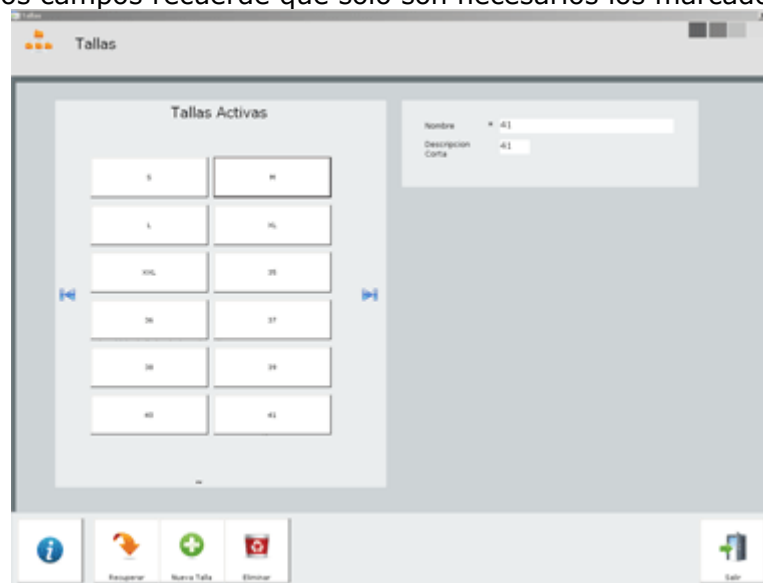 os campos recuerde que solo son necesarios los marcado
Tallas
Tallas
Tallas Activas
Nombre * 41
Descripcion
Corta 41
S M
L XL
XXL 35
36 37
38 39
40 41
Recuperar Nueva Talla Eliminar Salir